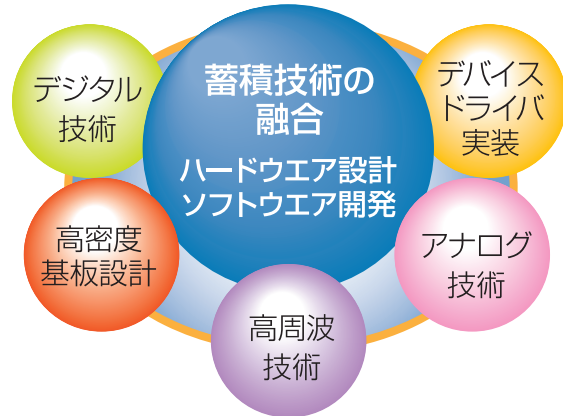 蓄積技術の
融合
ハードウエア設計
ソフトウエア開発
デジタル
技術
デバイス
ドライバ
実装
高密度
基板設計
アナログ
技術
高周波
技術